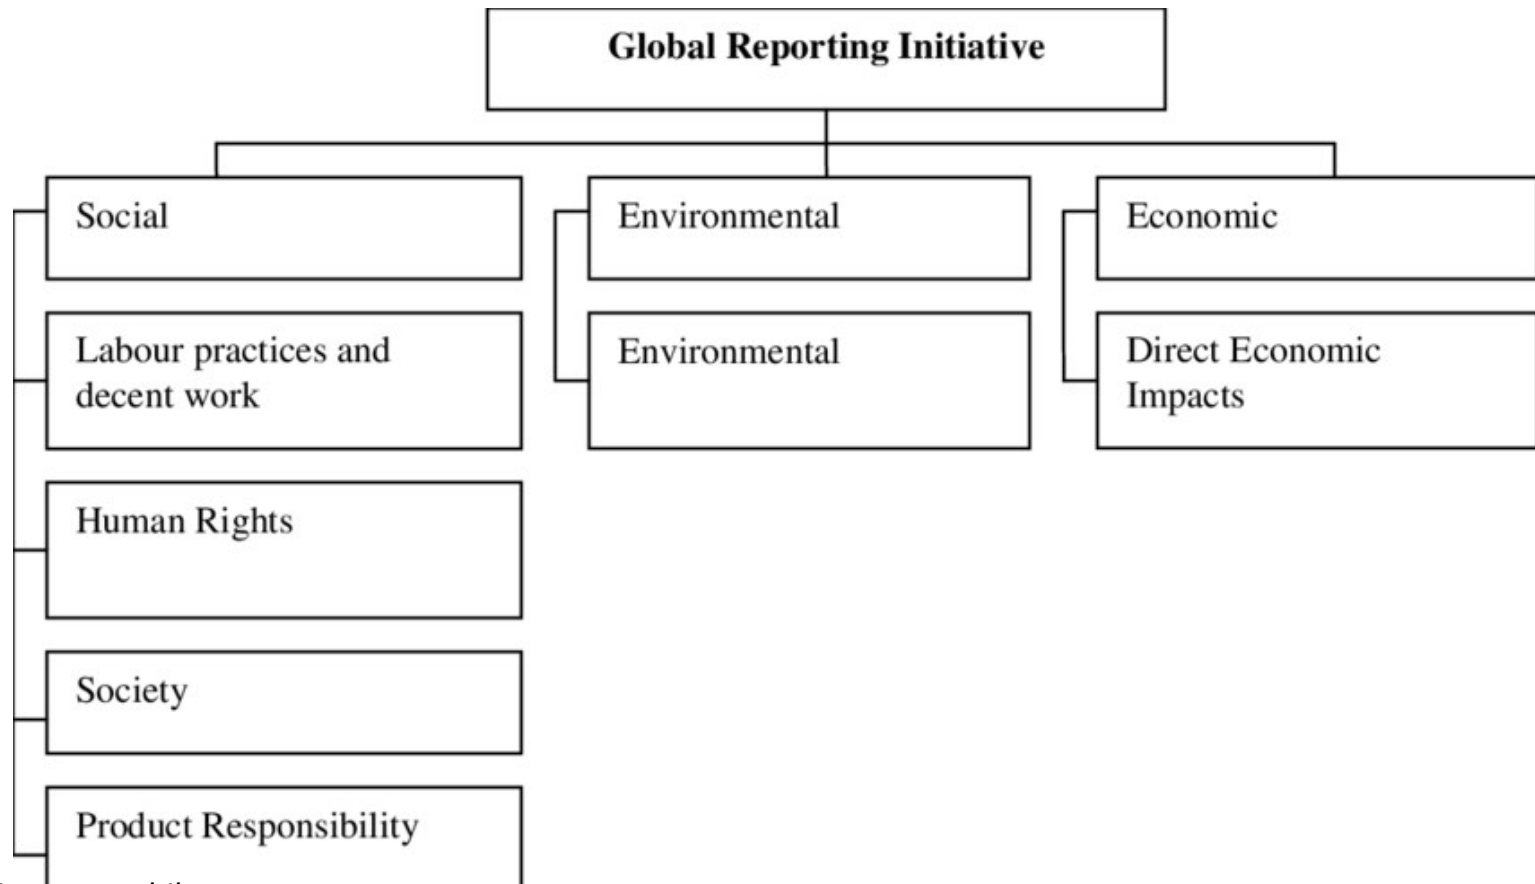 Global Reporting Initiative
Social
Environmental
Economic
Labour practices and
decent work
Environmental
Direct Economic
Impacts
Human Rights
Society
Product Responsibility